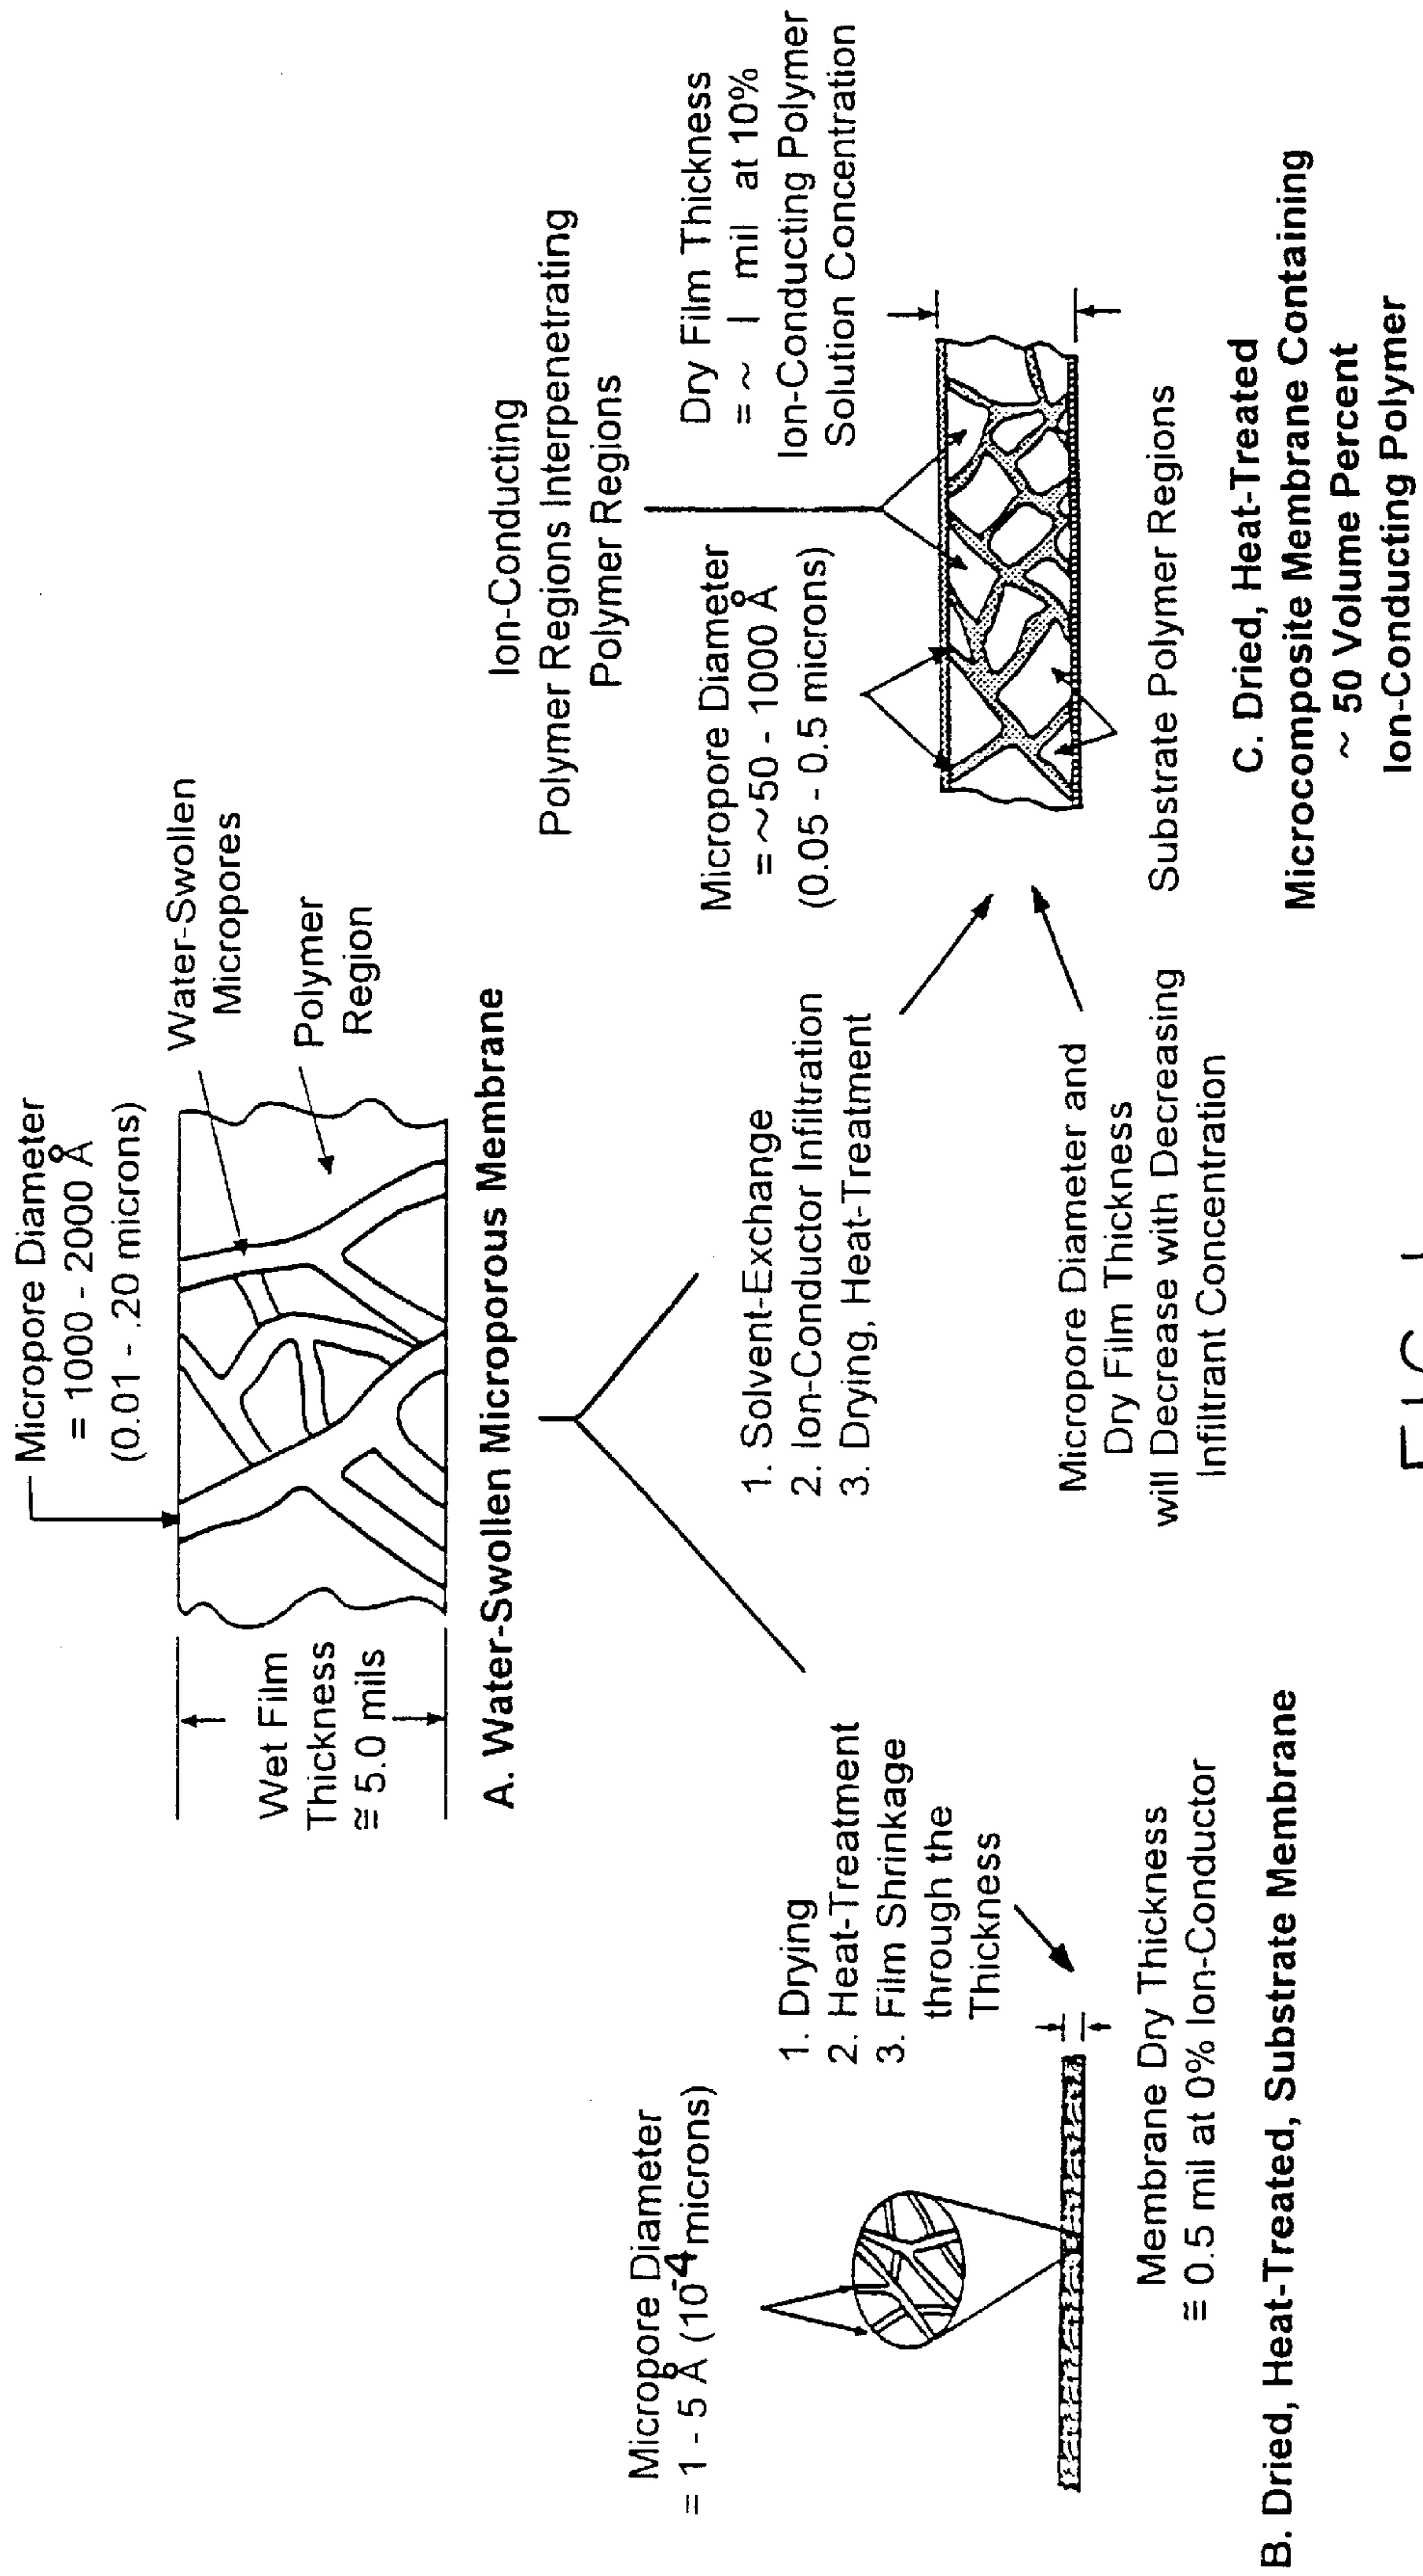 Micropore Diameter
= 1000 - 2000 Å
(0.01 - .20 microns)
Water-Swollen
Micropores
Polymer
Region
Wet Film
Thickness
≅ 5.0 mils
A. Water-Swollen Microporous Membrane
Micropore Diameter
= 1 - 5 Å (10⁻⁴ microns)
1. Drying
2. Heat-Treatment
3. Film Shrinkage
through the
Thickness
Membrane Dry Thickness
≅ 0.5 mil at 0% Ion-Conductor
B. Dried, Heat-Treated, Substrate Membrane
1. Solvent-Exchange
2. Ion-Conductor Infiltration
3. Drying, Heat-Treatment
Micropore Diameter and
Dry Film Thickness
will Decrease with Decreasing
Infiltrant Concentration
Ion-Conducting
Polymer Regions Interpenetrating
Polymer Regions
Micropore Diameter
= ~50 - 1000 Å
(0.05 - 0.5 microns)
Dry Film Thickness
= ~ 1 mil at 10%
Ion-Conducting Polymer
Solution Concentration
Substrate Polymer Regions
C. Dried, Heat-Treated
Microcomposite Membrane Containing
~ 50 Volume Percent
Ion-Conducting Polymer